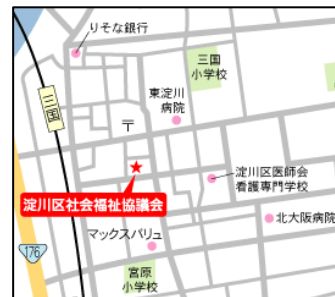 りそな銀行
三国
小学校
東淀川
病院
三国
〒
淀川区医師会
看護専門学校
淀川区社会福祉協議会
北大阪病院
マックスバリュ
176
宮原
小学校